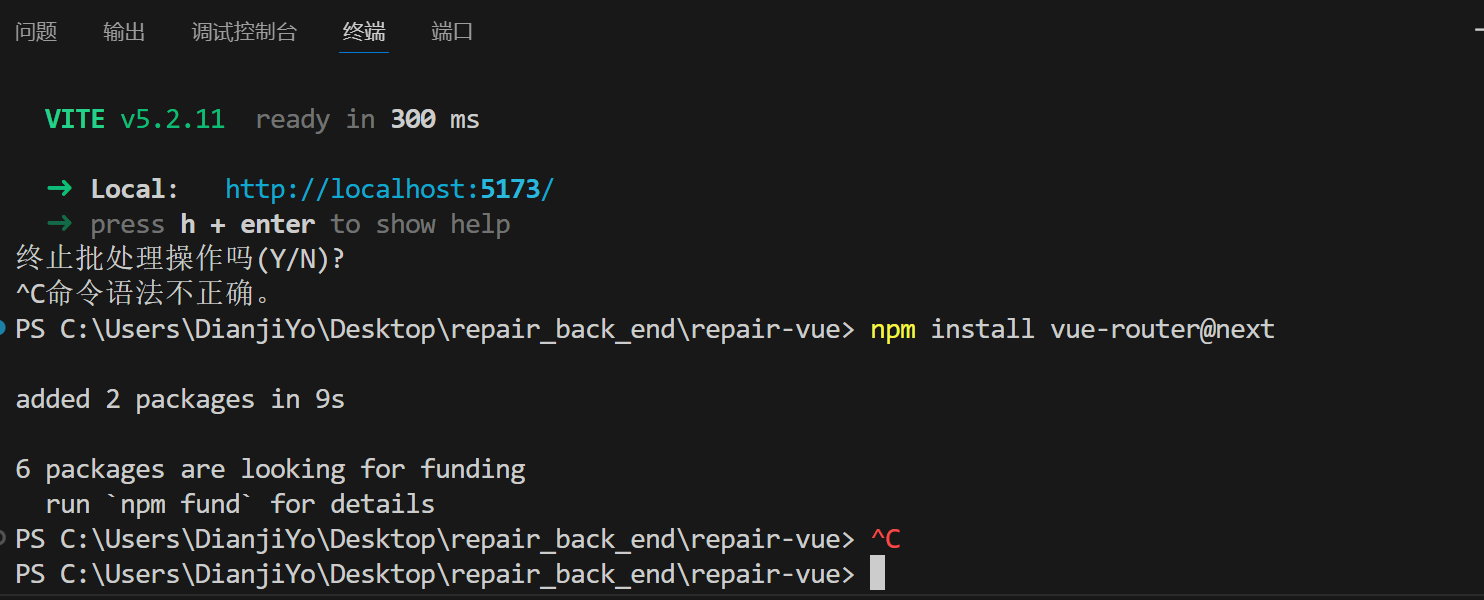 问题 输出 调试控制台 终端 端口
VITE v5.2.11 ready in 300 ms
➜ Local: http://localhost:5173/
➜ press h + enter to show help
终止批处理操作吗(Y/N)?
^C命令语法不正确。
PS C:\Users\DianjiYo\Desktop\repair_back_end\repair-vue> npm install vue-router@next
added 2 packages in 9s
6 packages are looking for funding
run `npm fund` for details
PS C:\Users\DianjiYo\Desktop\repair_back_end\repair-vue> ^C
PS C:\Users\DianjiYo\Desktop\repair_back_end\repair-vue>